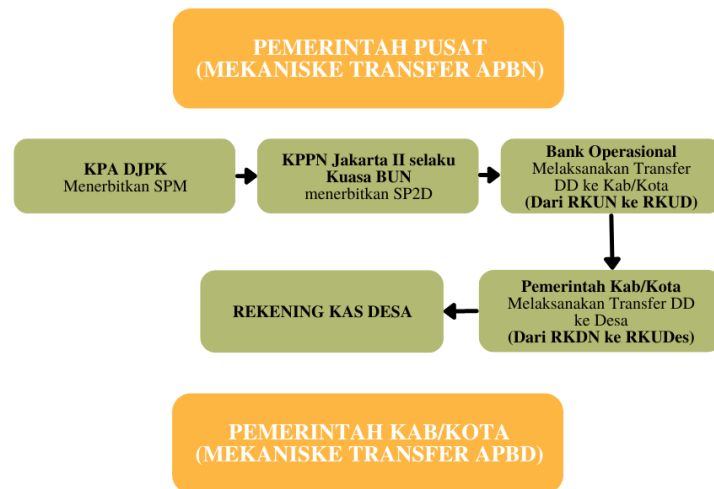 PEMERINTAH PUSAT
(MEKANISKE TRANSFER APBN)
KPA DJPK
Menerbitkan SPM
KPPN Jakarta II selaku
Kuasa BUN
menerbitkan SP2D
Bank Operasional
Melaksanakan Transfer
DD ke Kab/Kota
(Dari RKUN ke RKUD)
REKENING KAS DESA
Pemerintah Kab/Kota
Melaksanakan Transfer DD
ke Desa
(Dari RKDN ke RKUDes)
PEMERINTAH KAB/KOTA
(MEKANISKE TRANSFER APBD)